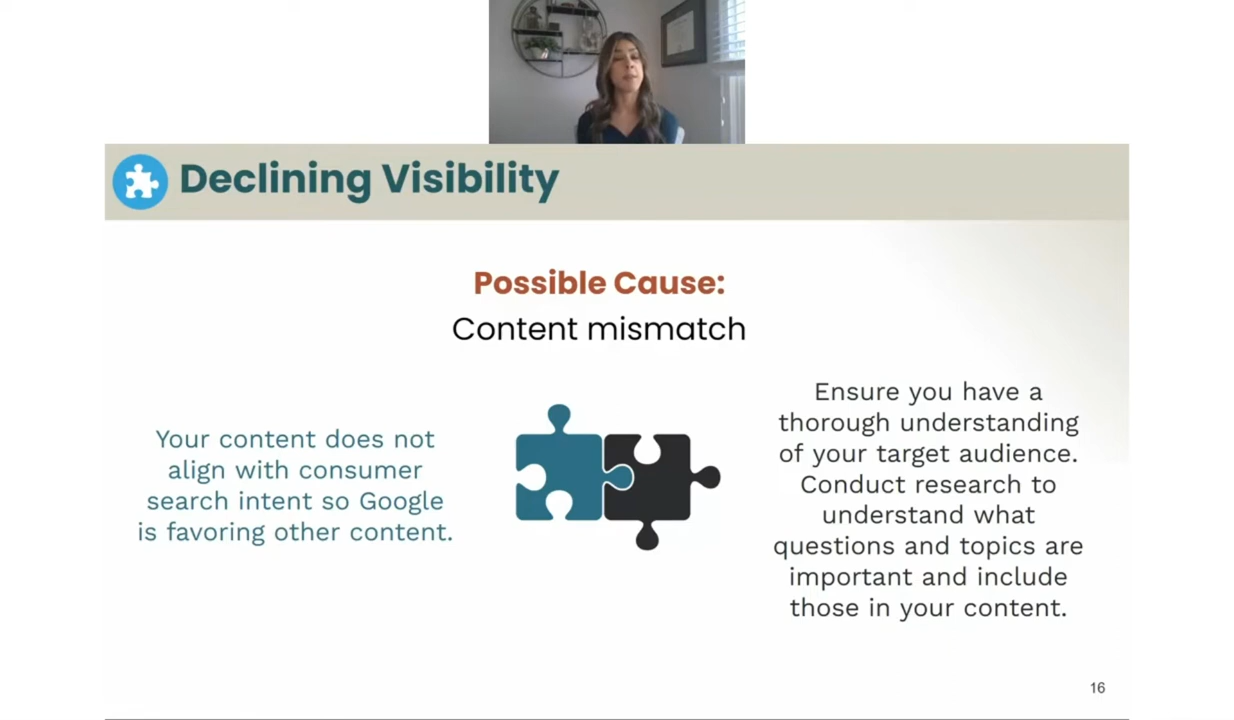 Declining Visibility
Possible Cause:
Content mismatch
Your content does not
align with consumer
search intent so Google
is favoring other content.
Ensure you have a
thorough understanding
of your target audience.
Conduct research to
understand what
questions and topics are
important and include
those in your content.
16